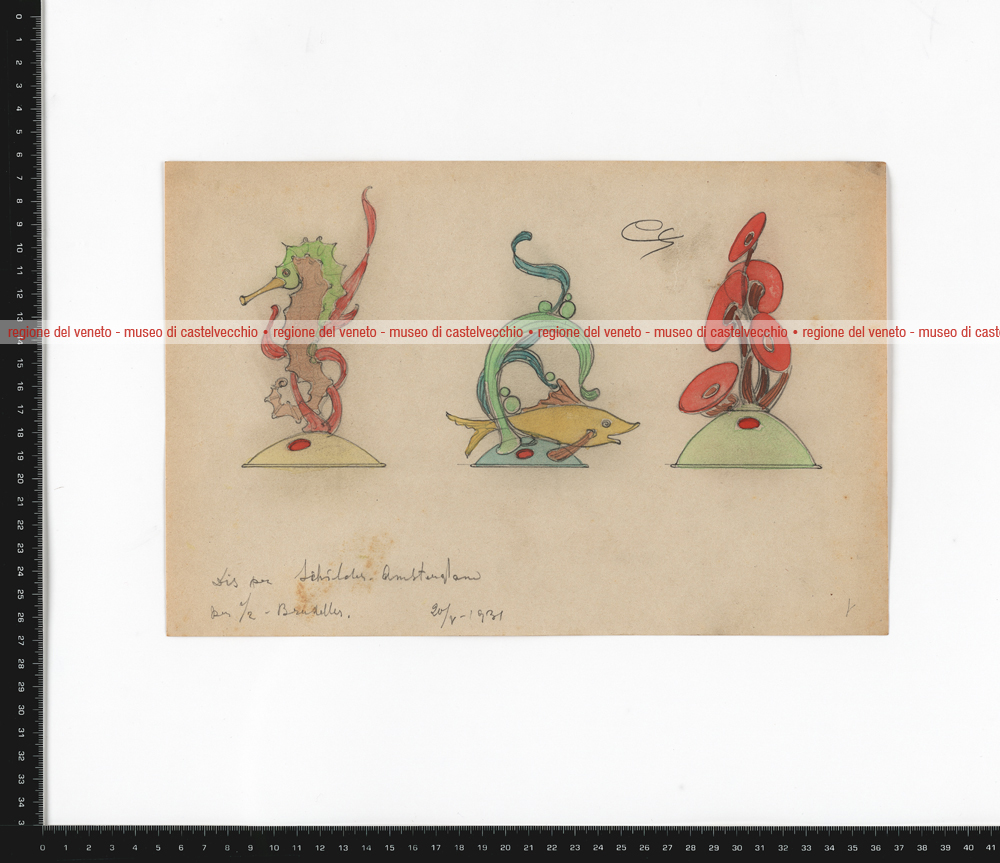 CS
regione del veneto - museo di castelvecchio • regione del veneto - museo di castelvecchio • regione del veneto - museo di castelvecchio • regione del veneto - museo di cast
Dis per Schilder - Amsterdam
per - Bruxelles. 20/8-1931
0 1 2 3 4 5 6 7 8 9 10 11 12 13 14 15 16 17 18 19 20 21 22 23 24 25 26 27 28 29 30 31 32 33 34 3
0 1 2 3 4 5 6 7 8 9 10 11 12 13 14 15 16 17 18 19 20 21 22 23 24 25 26 27 28 29 30 31 32 33 34 35 36 37 38 39 40 41